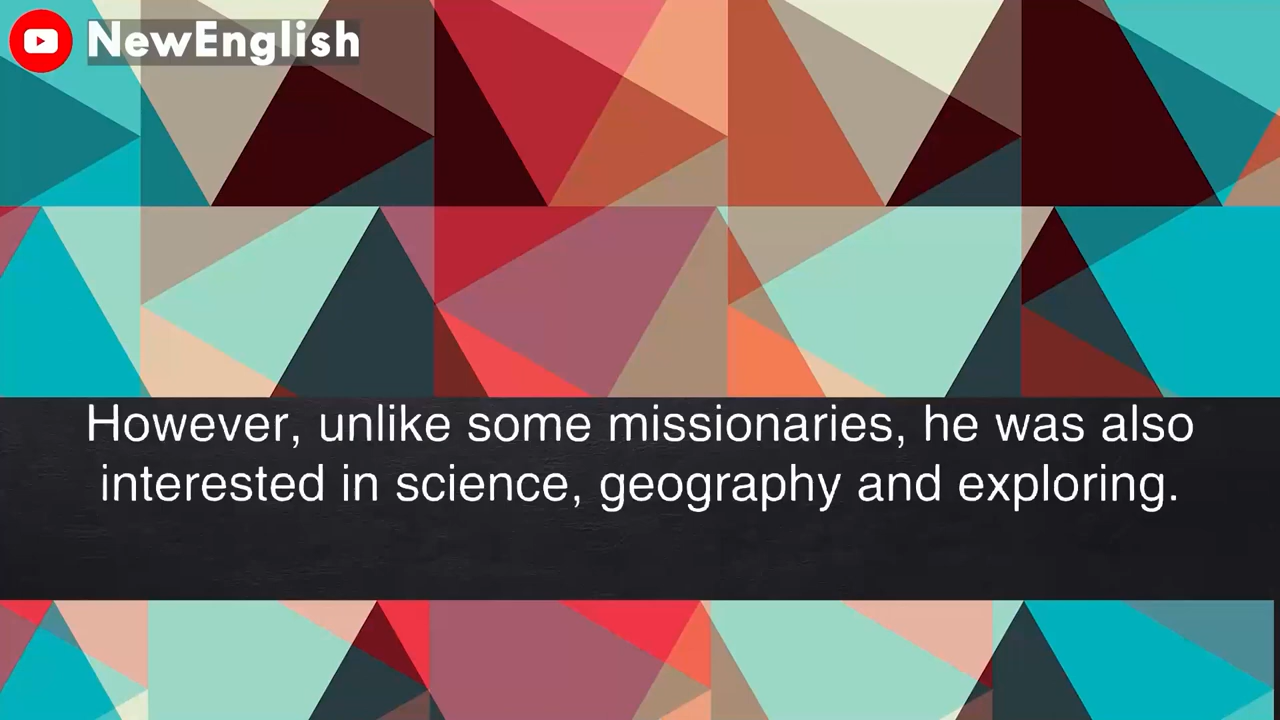 NewEnglish
However, unlike some missionaries, he was also
interested in science, geography and exploring.